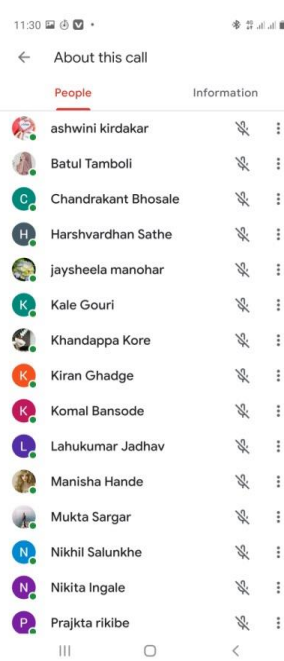 11:30
About this call
People Information
ashwini kirdakar
Batul Tamboli
C Chandrakant Bhosale
H Harshvardhan Sathe
jaysheela manohar
K Kale Gouri
Khandappa Kore
K Kiran Ghadge
K Komal Bansode
L Lahukumar Jadhav
Manisha Hande
Mukta Sargar
N Nikhil Salunkhe
N Nikita Ingale
P Prajkta rikibe